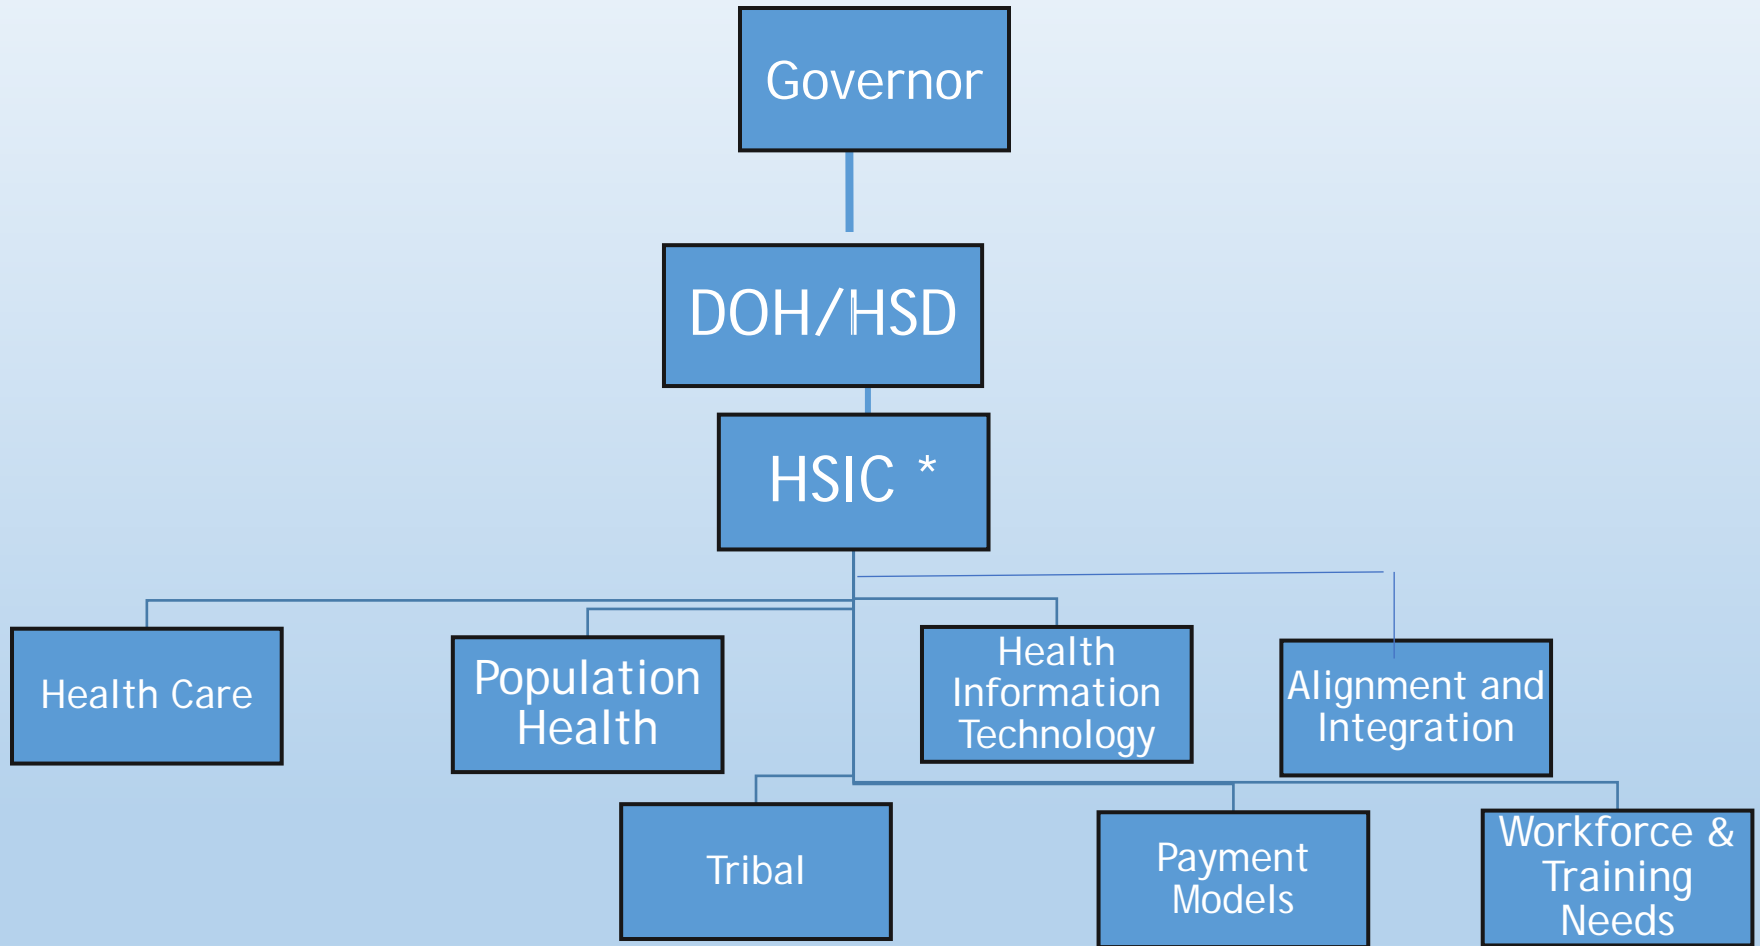 Governor
DOH/HSD
HSIC *
Health Care
Population
Health
Health
Information
Technology
Alignment and
Integration
Tribal
Payment
Models
Workforce &
Training
Needs